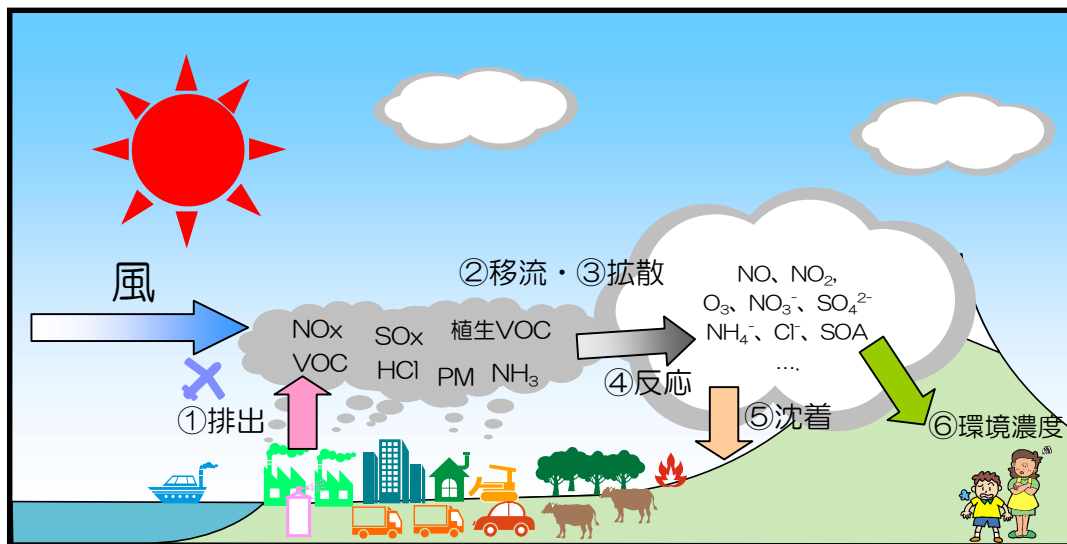 風
②移流・③拡散
NOx SOx 植生VOC
VOC HCl PM NH₃
NO、NO₂,
O₃、NO₃⁻、SO₄²⁻
NH₄⁻、Cl⁻、SOA
….
④反応
①排出
⑤沈着
⑥環境濃度